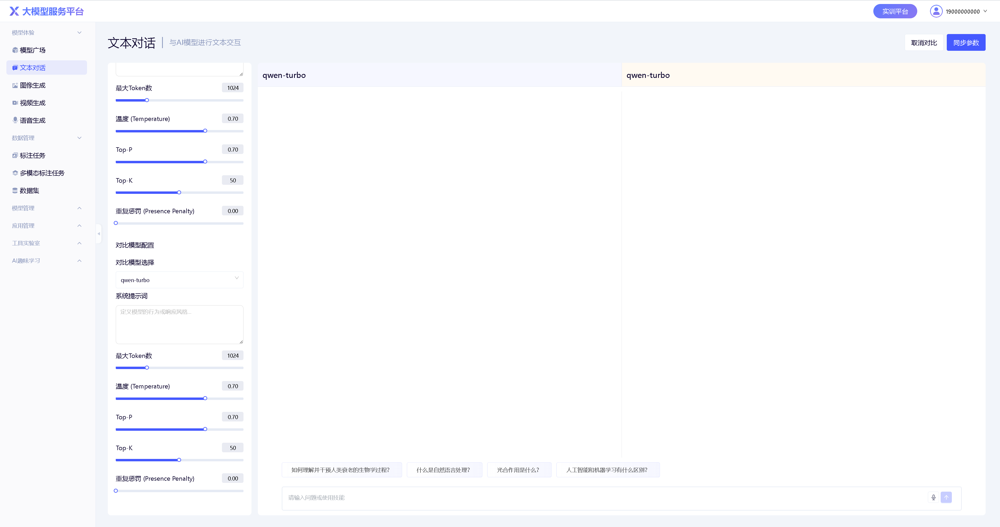 大模型服务平台
实训平台
19000000000
模型体验
模型广场
文本对话
图像生成
视频生成
语音生成
数据管理
标注任务
多模态标注任务
数据集
模型管理
应用管理
工具实验室
AI趣味学习
文本对话
与AI模型进行文本交互
取消对比
同步参数
最大Token数 1024
温度 (Temperature) 0.70
Top-P 0.70
Top-K 50
重复惩罚 (Presence Penalty) 0.00
对比模型配置
对比模型选择
qwen-turbo
系统提示词
定义模型的行为或响应风格...
最大Token数 1024
温度 (Temperature) 0.70
Top-P 0.70
Top-K 50
重复惩罚 (Presence Penalty) 0.00
qwen-turbo
qwen-turbo
如何理解并干预人类衰老的生物学过程?
什么是自然语言处理?
光合作用是什么?
人工智能和机器学习有什么区别?
请输入问题或使用技能